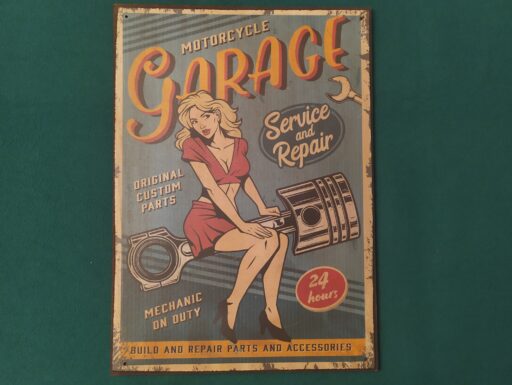 MOTORCYCLE
GARAGE
Service
and
Repair
ORIGINAL
CUSTOM
PARTS
24
hours
MECHANIC
ON DUTY
BUILD AND REPAIR PARTS AND ACCESSORIES